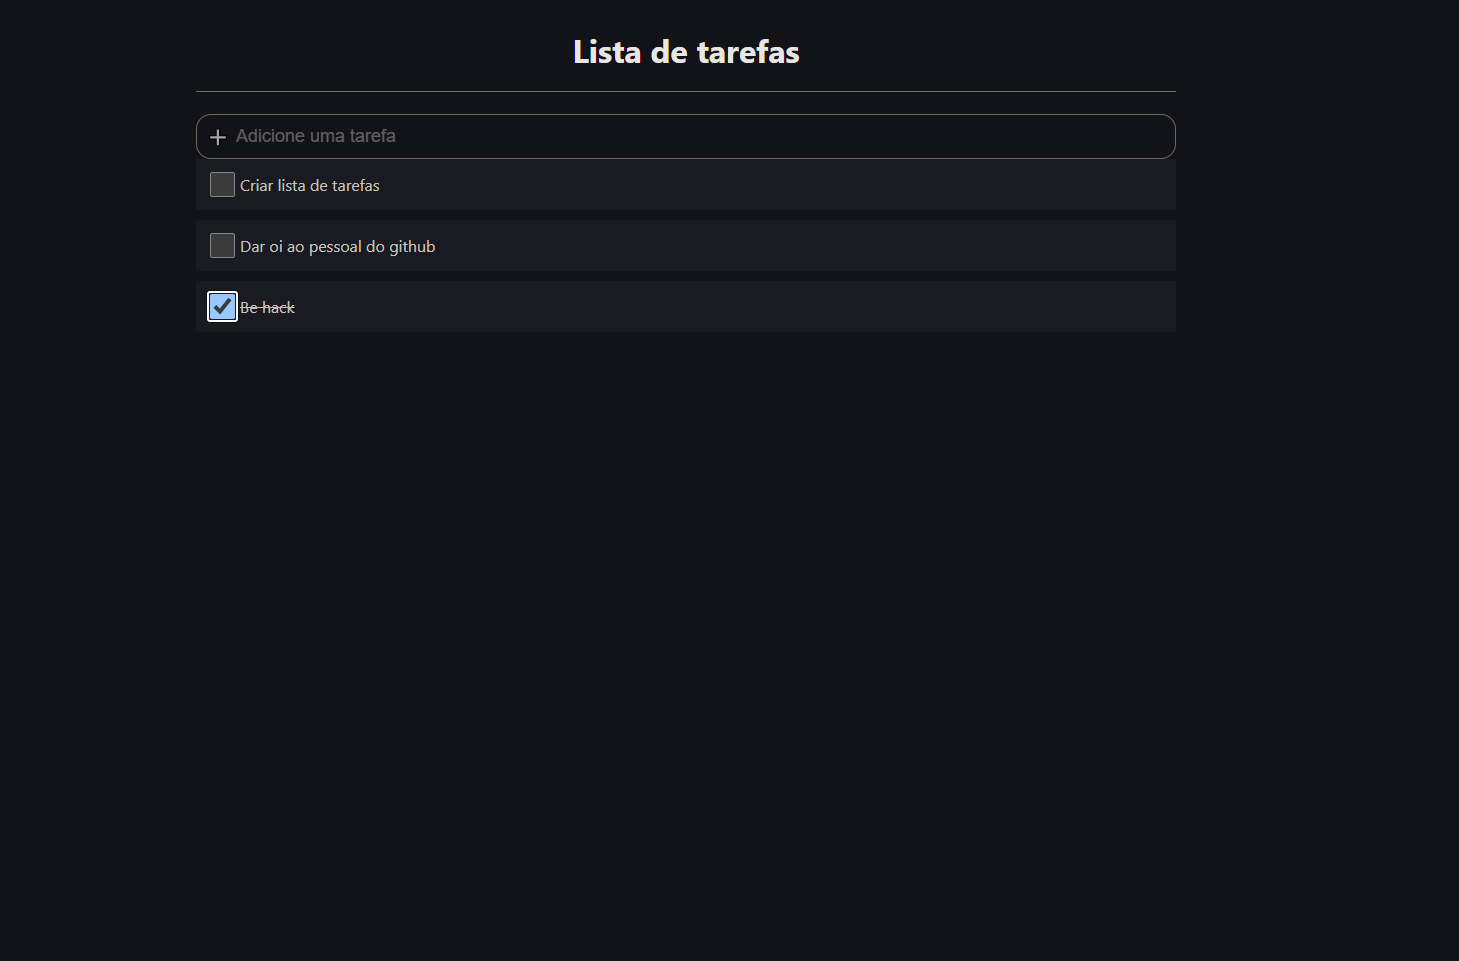 Lista de tarefas
Adicione uma tarefa
Criar lista de tarefas
Dar oi ao pessoal do github
Be hack